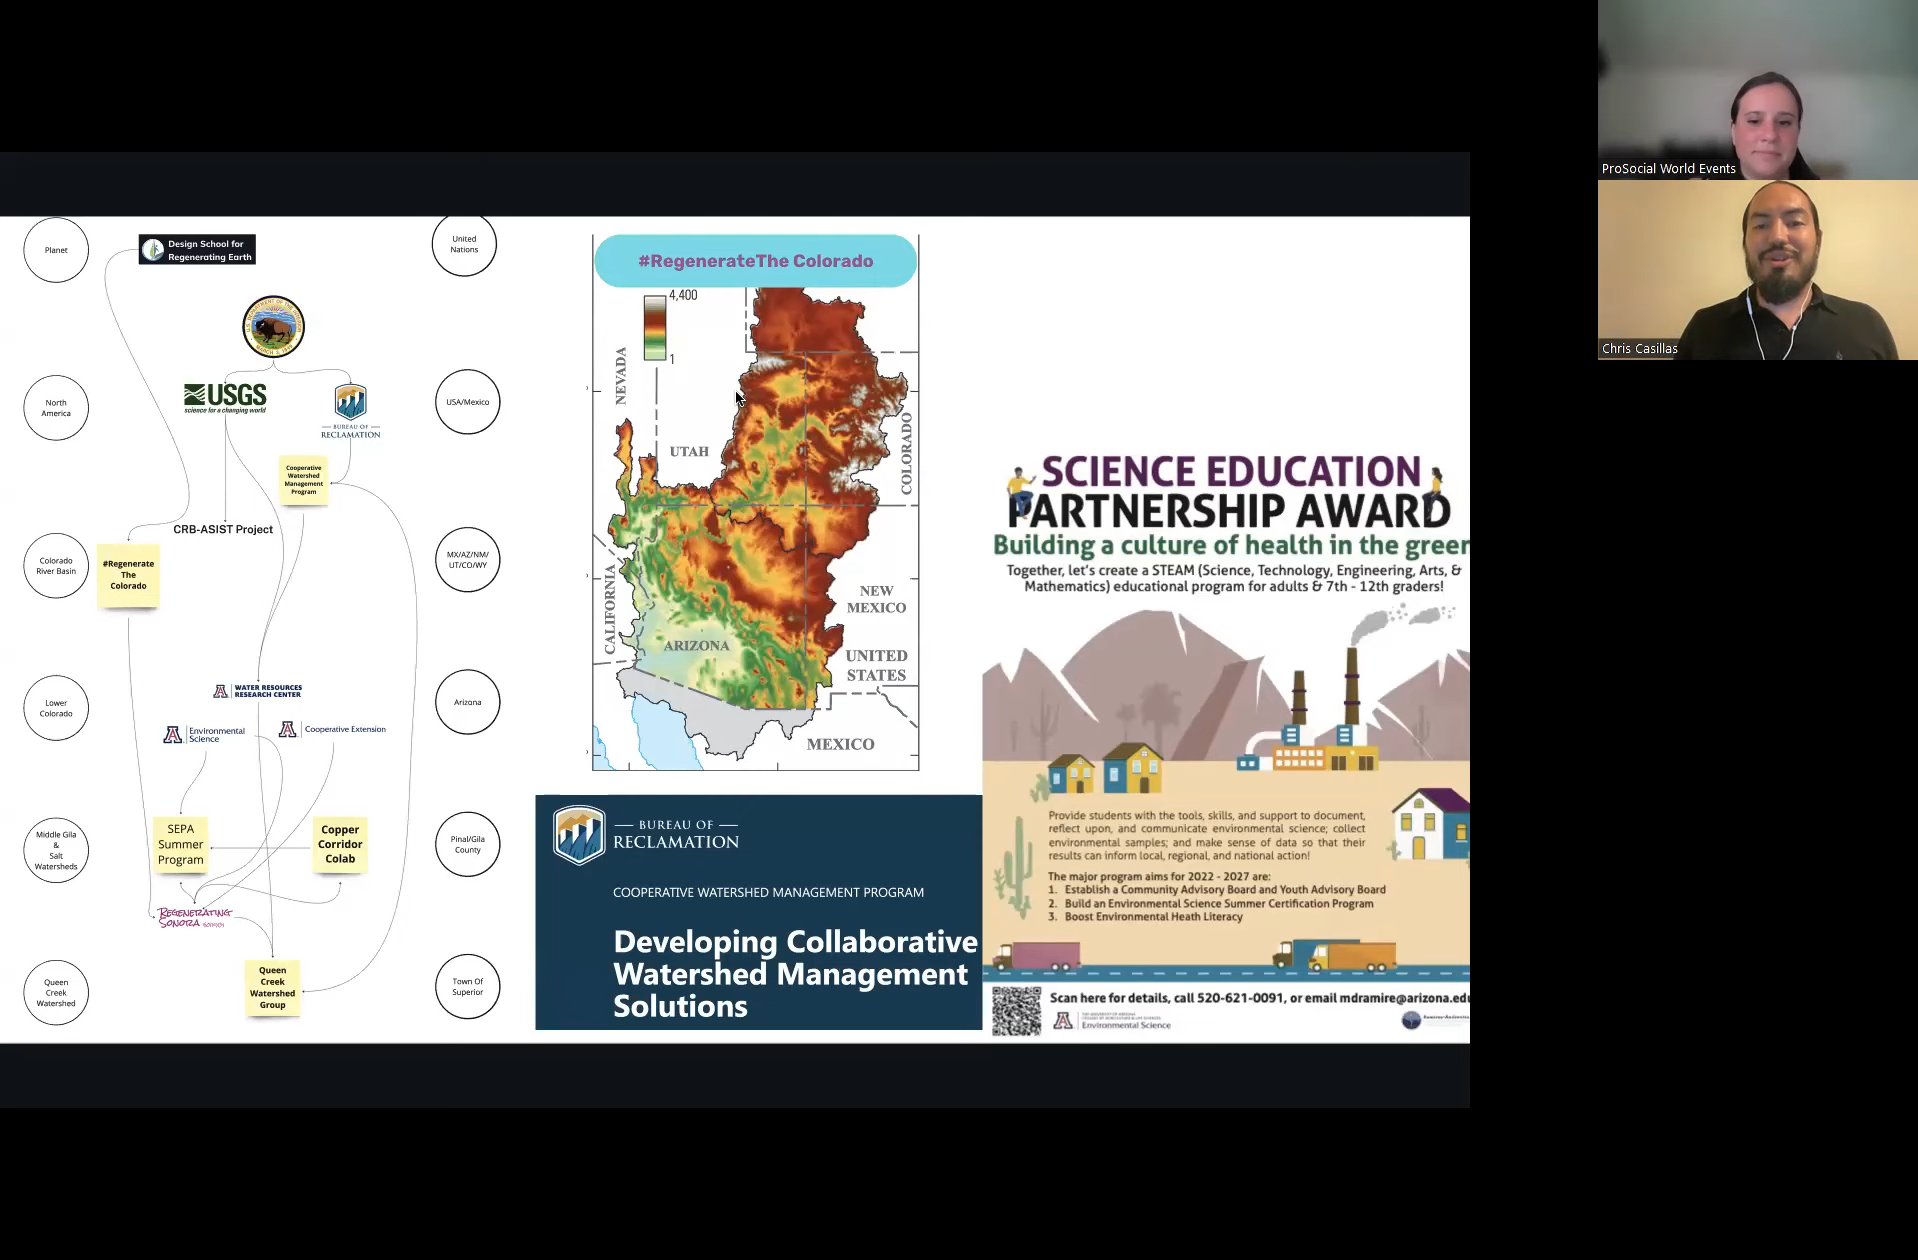 Planet
Design School for
Regenerating Earth
United
Nations
U.S. DEPARTMENT OF THE INTERIOR
MARCH 3, 1849
North
America
USGS
science for a changing world
BUREAU OF
RECLAMATION
USA/Mexico
Cooperative
Watershed
Management
Program
CRB-ASIST Project
Colorado
River Basin
#Regenerate
The
Colorado
MX/AZ/NM/
UT/CO/WY
Lower
Colorado
WATER RESOURCES
RESEARCH CENTER
Environmental
Science
Cooperative Extension
Arizona
Middle Gila
&
Salt
Watersheds
SEPA
Summer
Program
Copper
Corridor
Colab
Pinal/Gila
County
REGENERATING
SONORA
Queen
Creek
Watershed
Queen
Creek
Watershed
Group
Town Of
Superior
#RegenerateThe Colorado
4,400
1
NEVADA
UTAH
COLORADO
CALIFORNIA
ARIZONA
NEW
MEXICO
UNITED
STATES
MEXICO
BUREAU OF
RECLAMATION
COOPERATIVE WATERSHED MANAGEMENT PROGRAM
Developing Collaborative
Watershed Management
Solutions
SCIENCE EDUCATION
PARTNERSHIP AWARD
Building a culture of health in the green
Together, let's create a STEAM (Science, Technology, Engineering, Arts, &
Mathematics) educational program for adults & 7th - 12th graders!
Provide students with the tools, skills, and support to document,
reflect upon, and communicate environmental science; collect
environmental samples; and make sense of data so that their
results can inform local, regional, and national action!
The major program aims for 2022 - 2027 are:
1. Establish a Community Advisory Board and Youth Advisory Board
2. Build an Environmental Science Summer Certification Program
3. Boost Environmental Heath Literacy
Scan here for details, call 520-621-0091, or email mdramire@arizona.edu
Environmental Science
ProSocial World Events
Chris Casillas